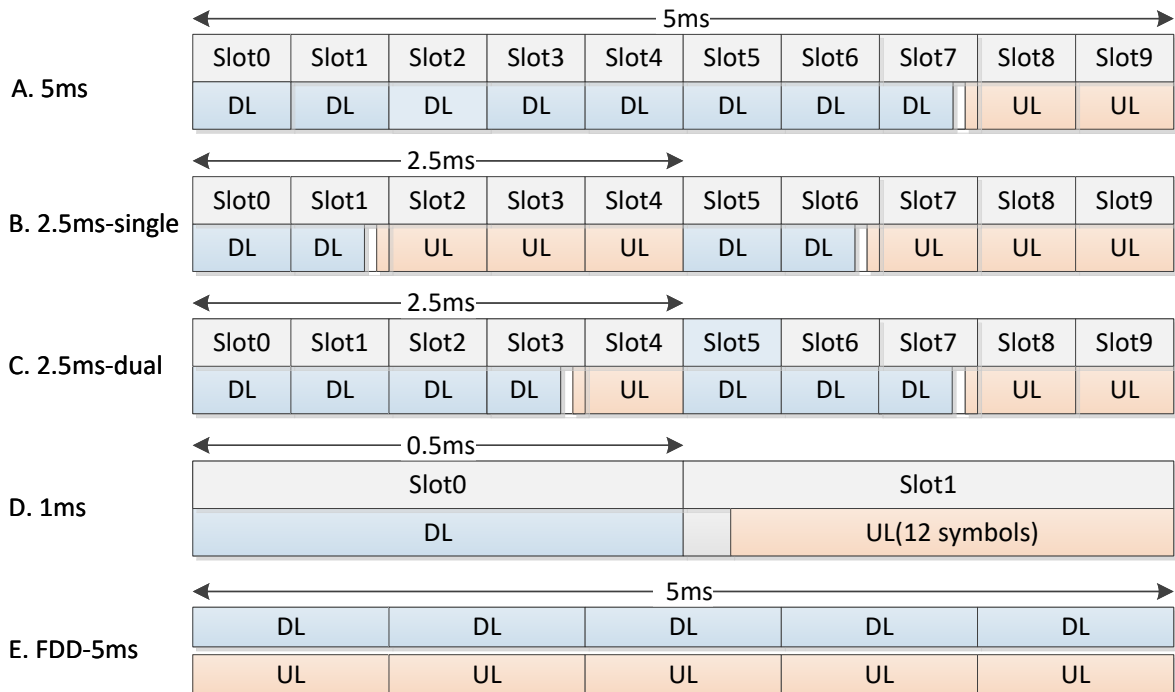 5ms
Slot0 Slot1 Slot2 Slot3 Slot4 Slot5 Slot6 Slot7 Slot8 Slot9
A. 5ms
DL DL DL DL DL DL DL DL UL UL
2.5ms
Slot0 Slot1 Slot2 Slot3 Slot4 Slot5 Slot6 Slot7 Slot8 Slot9
B. 2.5ms-single
DL DL UL UL UL DL DL UL UL UL
2.5ms
Slot0 Slot1 Slot2 Slot3 Slot4 Slot5 Slot6 Slot7 Slot8 Slot9
C. 2.5ms-dual
DL DL DL DL UL DL DL DL UL UL
0.5ms
Slot0 Slot1
D. 1ms
DL UL(12 symbols)
5ms
DL DL DL DL DL
E. FDD-5ms
UL UL UL UL UL